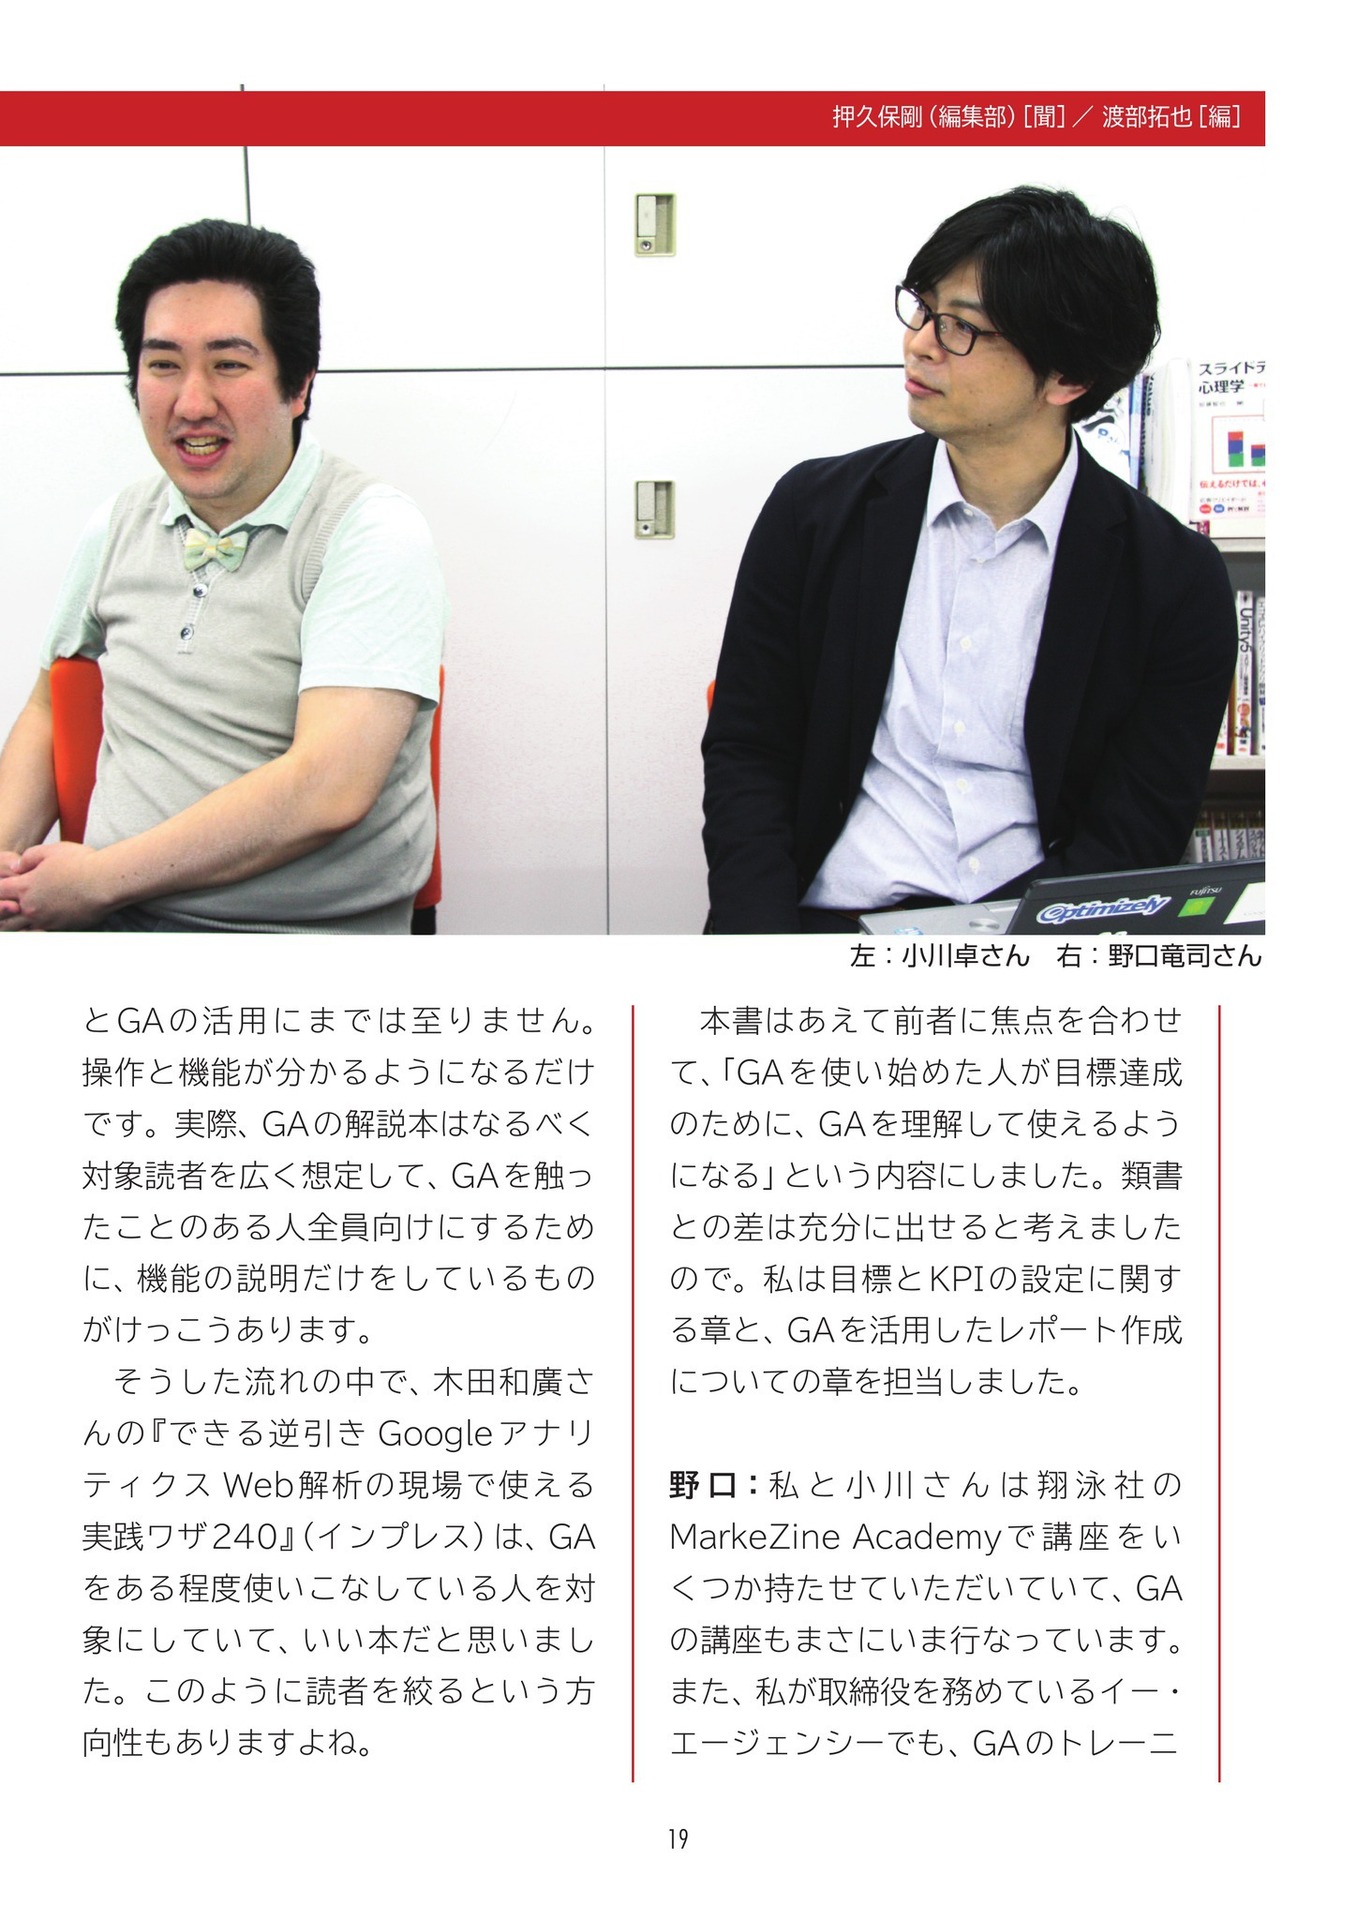 押久保剛（編集部）［聞］／ 渡部拓也［編］
スライドデ
心理学
伝えるだけでは、
Unity5
FUJITSU
Optimizely
左：小川卓さん　右：野口竜司さん
とGAの活用にまでは至りません。
操作と機能が分かるようになるだけ
です。実際、GAの解説本はなるべく
対象読者を広く想定して、GAを触っ
たことのある人全員向けにするため
に、機能の説明だけをしているもの
がけっこうあります。
　そうした流れの中で、木田和廣さ
んの『できる逆引き Googleアナリ
ティクス Web解析の現場で使える
実践ワザ240』（インプレス）は、GA
をある程度使いこなしている人を対
象にしていて、いい本だと思いまし
た。このように読者を絞るという方
向性もありますよね。
　本書はあえて前者に焦点を合わせ
て、「GAを使い始めた人が目標達成
のために、GAを理解して使えるよう
になる」という内容にしました。類書
との差は充分に出せると考えました
ので。私は目標とKPIの設定に関す
る章と、GAを活用したレポート作成
についての章を担当しました。
野口：私と小川さんは翔泳社の
MarkeZine Academyで講座をい
くつか持たせていただいていて、GA
の講座もまさにいま行なっています。
また、私が取締役を務めているイー・
エージェンシーでも、GAのトレーニ
19